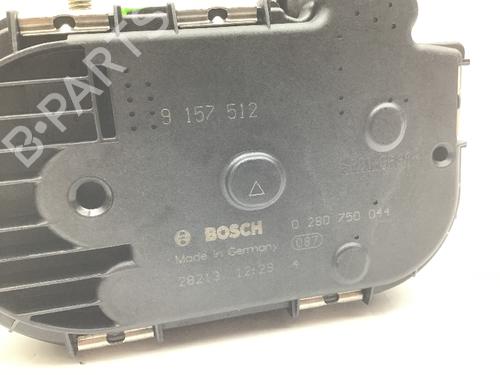 B-PARTS
9 157 512
BOSCH 0 280 750 044
Made in Germany 087
28213 12:29 4